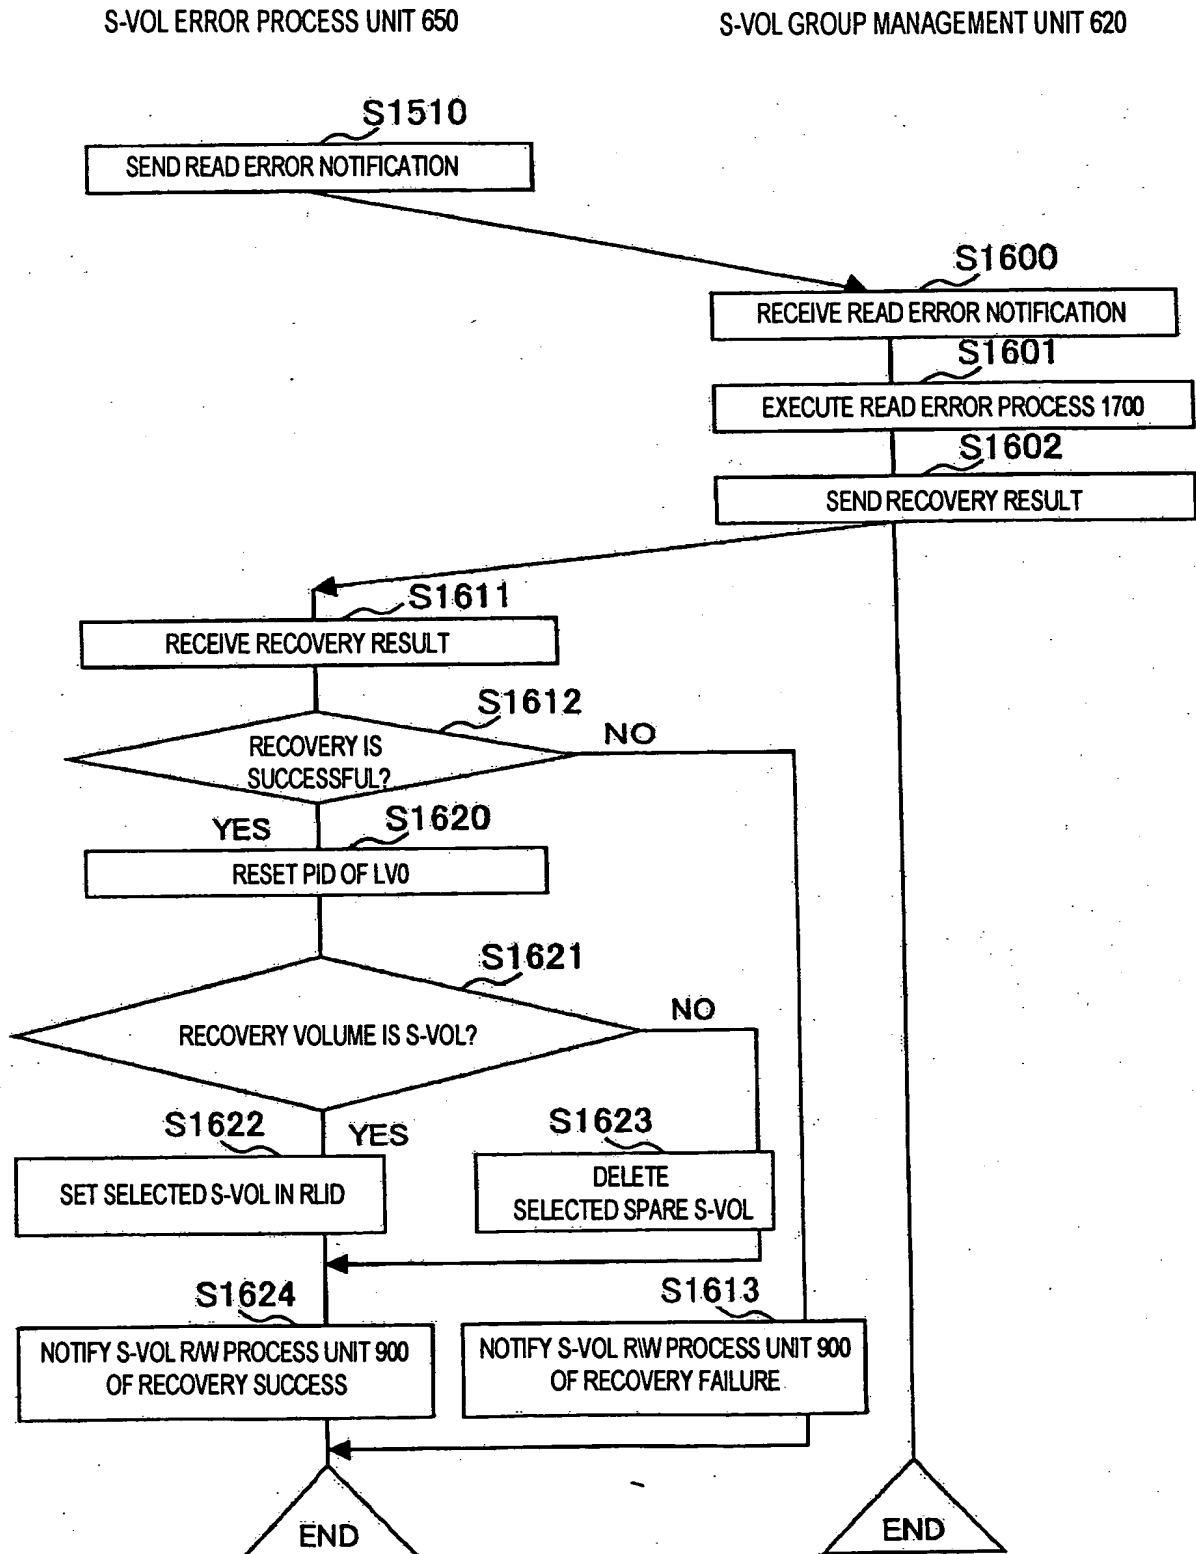 S-VOL ERROR PROCESS UNIT 650
S-VOL GROUP MANAGEMENT UNIT 620
S1510
SEND READ ERROR NOTIFICATION
S1600
RECEIVE READ ERROR NOTIFICATION
S1601
EXECUTE READ ERROR PROCESS 1700
S1602
SEND RECOVERY RESULT
S1611
RECEIVE RECOVERY RESULT
S1612
RECOVERY IS
SUCCESSFUL?
NO
YES
S1620
RESET PID OF LV0
S1621
RECOVERY VOLUME IS S-VOL?
NO
YES
S1622
SET SELECTED S-VOL IN RLID
S1623
DELETE
SELECTED SPARE S-VOL
S1624
NOTIFY S-VOL R/W PROCESS UNIT 900
OF RECOVERY SUCCESS
S1613
NOTIFY S-VOL R\W PROCESS UNIT 900
OF RECOVERY FAILURE
END
END